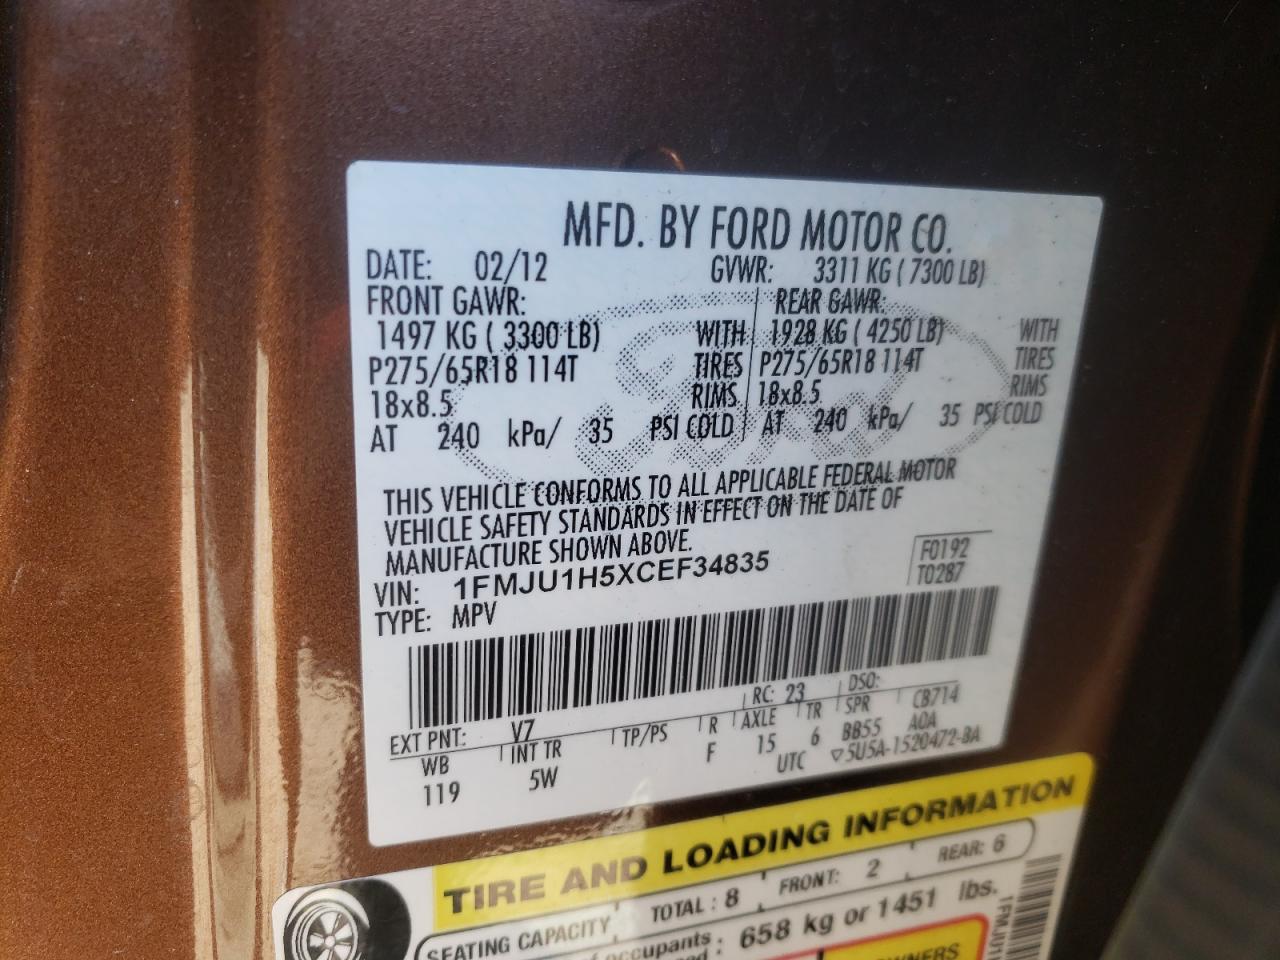 MFD. BY FORD MOTOR CO.
DATE: 02/12 GVWR: 3311 KG ( 7300 LB)
FRONT GAWR: REAR GAWR:
1497 KG ( 3300 LB) WITH 1928 KG ( 4250 LB) WITH
P275/65R18 114T TIRES P275/65R18 114T TIRES
18x8.5 RIMS 18x8.5 RIMS
AT 240 kPa/ 35 PSI COLD AT 240 kPa/ 35 PSI COLD
THIS VEHICLE CONFORMS TO ALL APPLICABLE FEDERAL MOTOR
VEHICLE SAFETY STANDARDS IN EFFECT ON THE DATE OF
MANUFACTURE SHOWN ABOVE.
F0192
VIN: 1FMJU1H5XCEF34835
T0287
TYPE: MPV
EXT PNT: V7 RC: 23 DSO:
WB INT TR TP/PS R AXLE TR SPR CB714
119 5W F 15 6 BB55 A0A
UTC ▽5U5A-1520472-BA
TIRE AND LOADING INFORMATION
SEATING CAPACITY TOTAL : 8 FRONT: 2 REAR: 6
occupants : 658 kg or 1451 lbs.